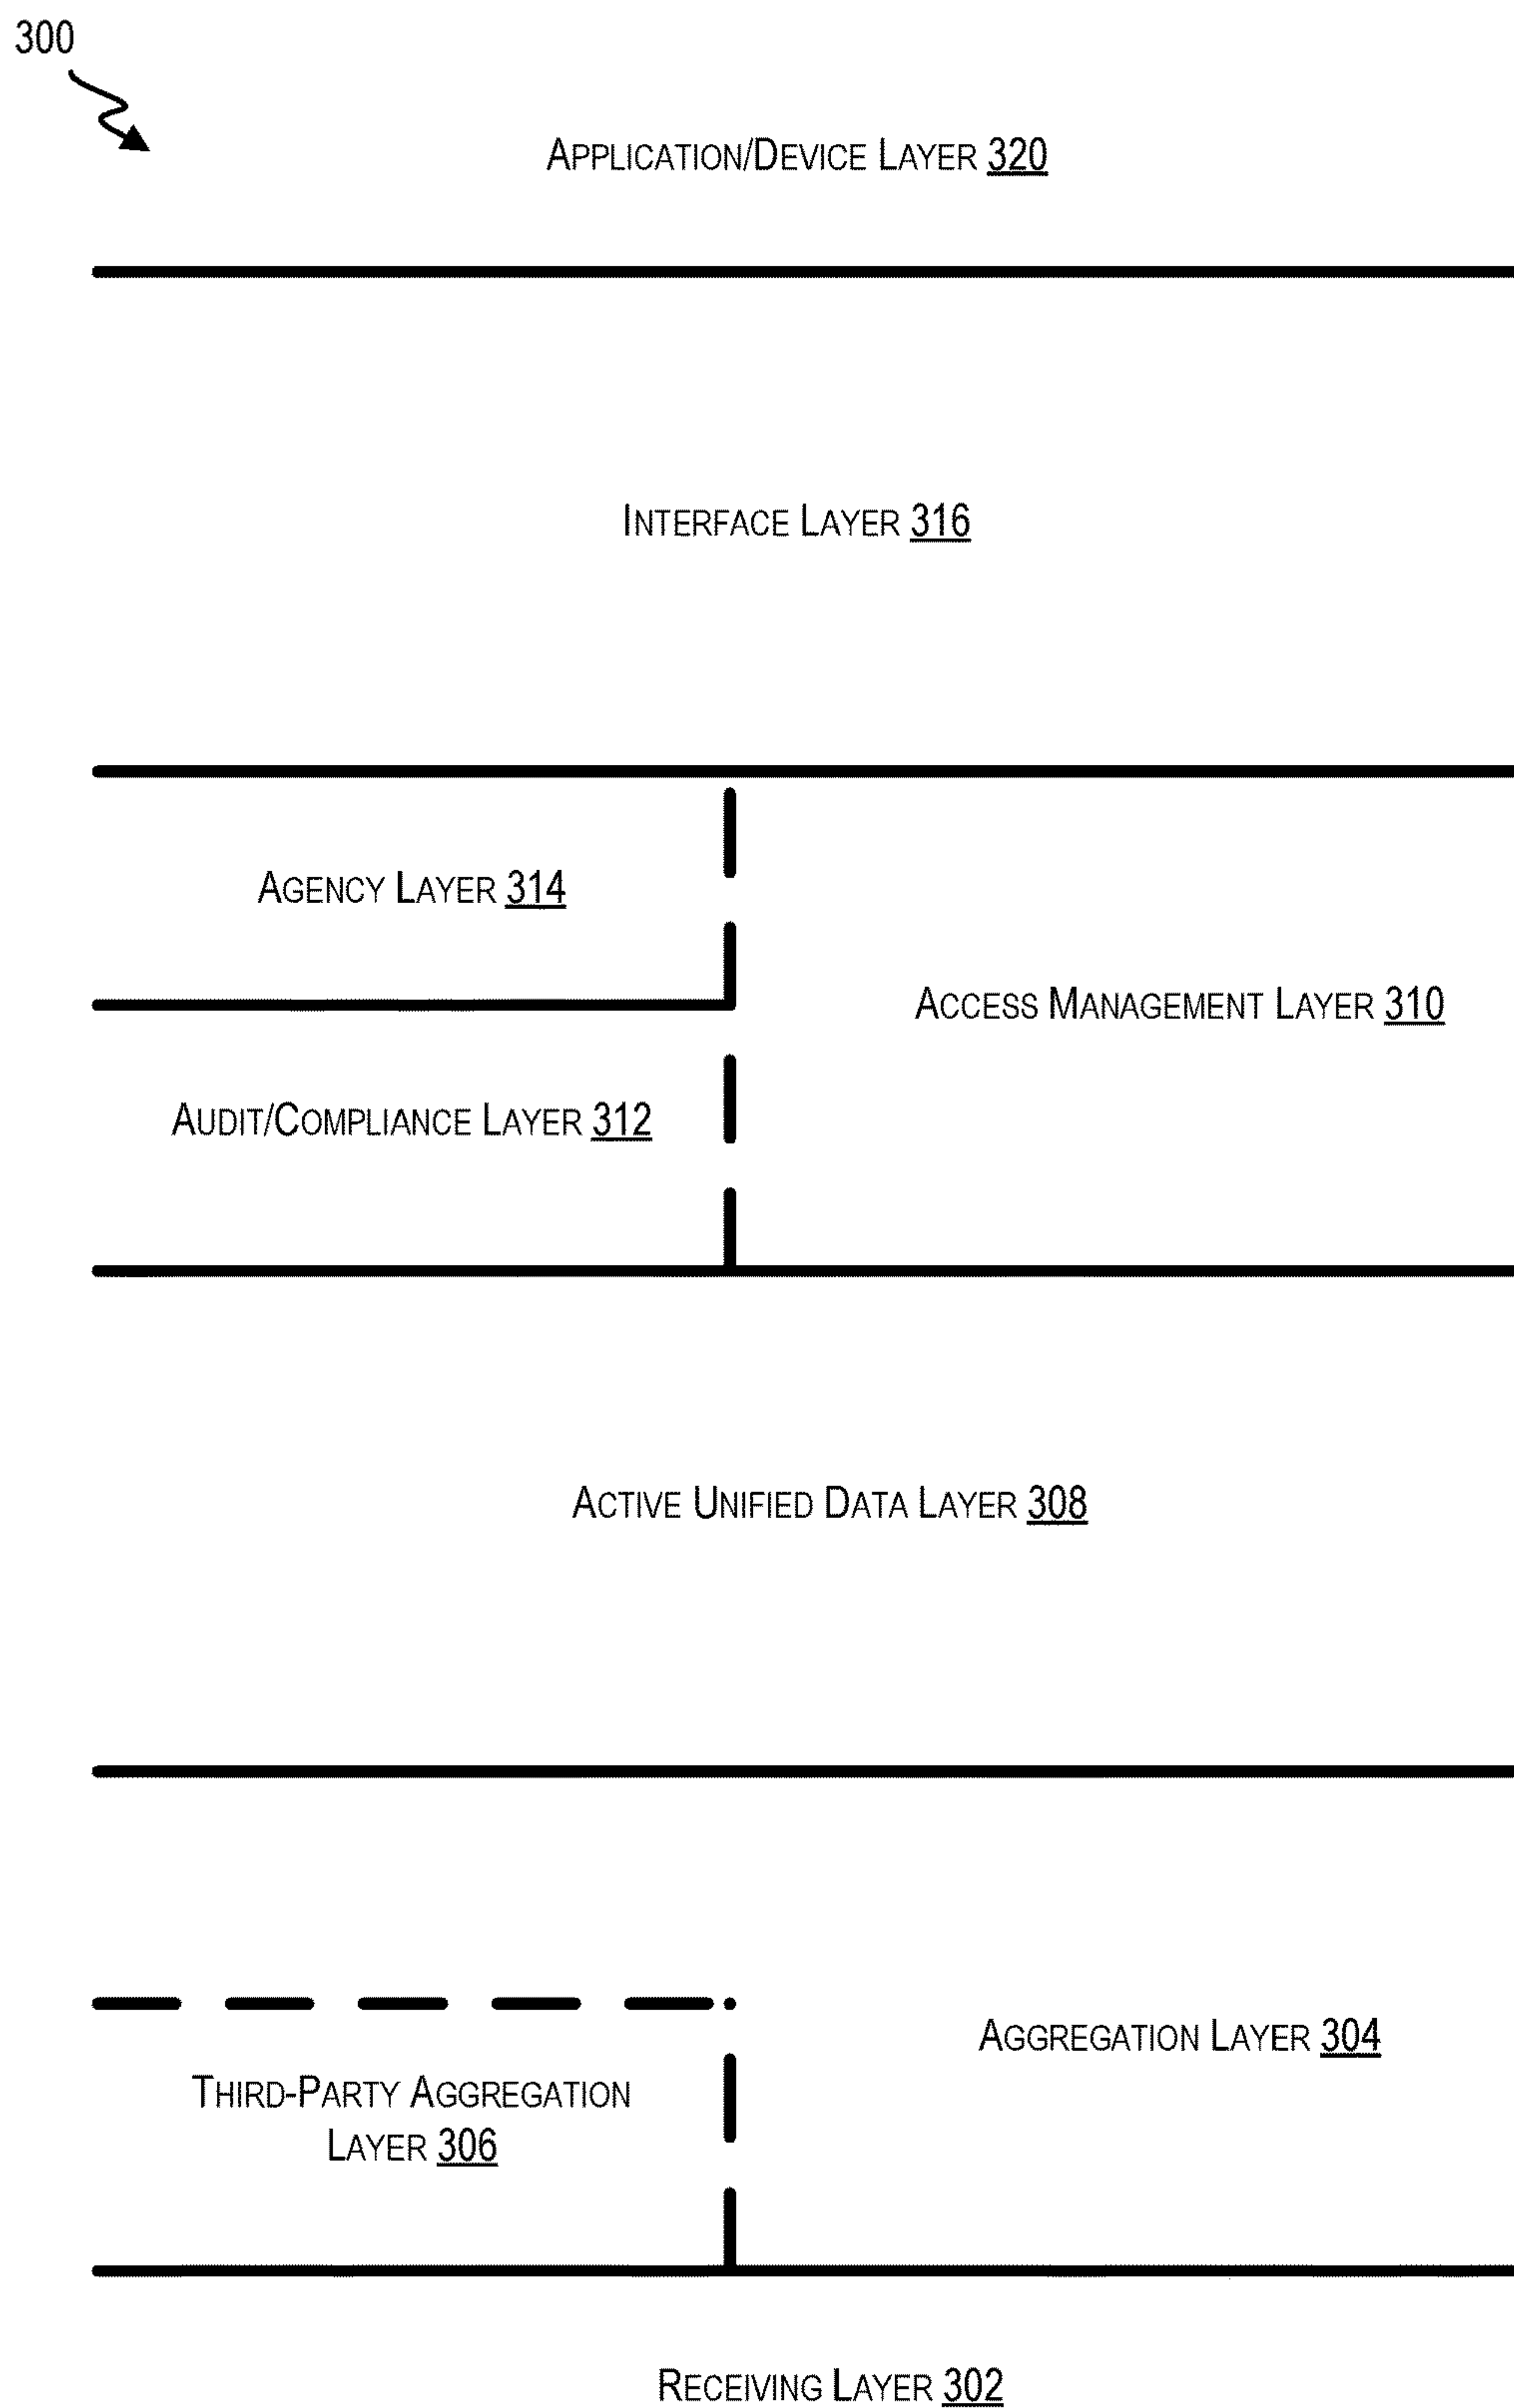 300
APPLICATION/DEVICE LAYER 320
INTERFACE LAYER 316
AGENCY LAYER 314
ACCESS MANAGEMENT LAYER 310
AUDIT/COMPLIANCE LAYER 312
ACTIVE UNIFIED DATA LAYER 308
AGGREGATION LAYER 304
THIRD-PARTY AGGREGATION
LAYER 306
RECEIVING LAYER 302